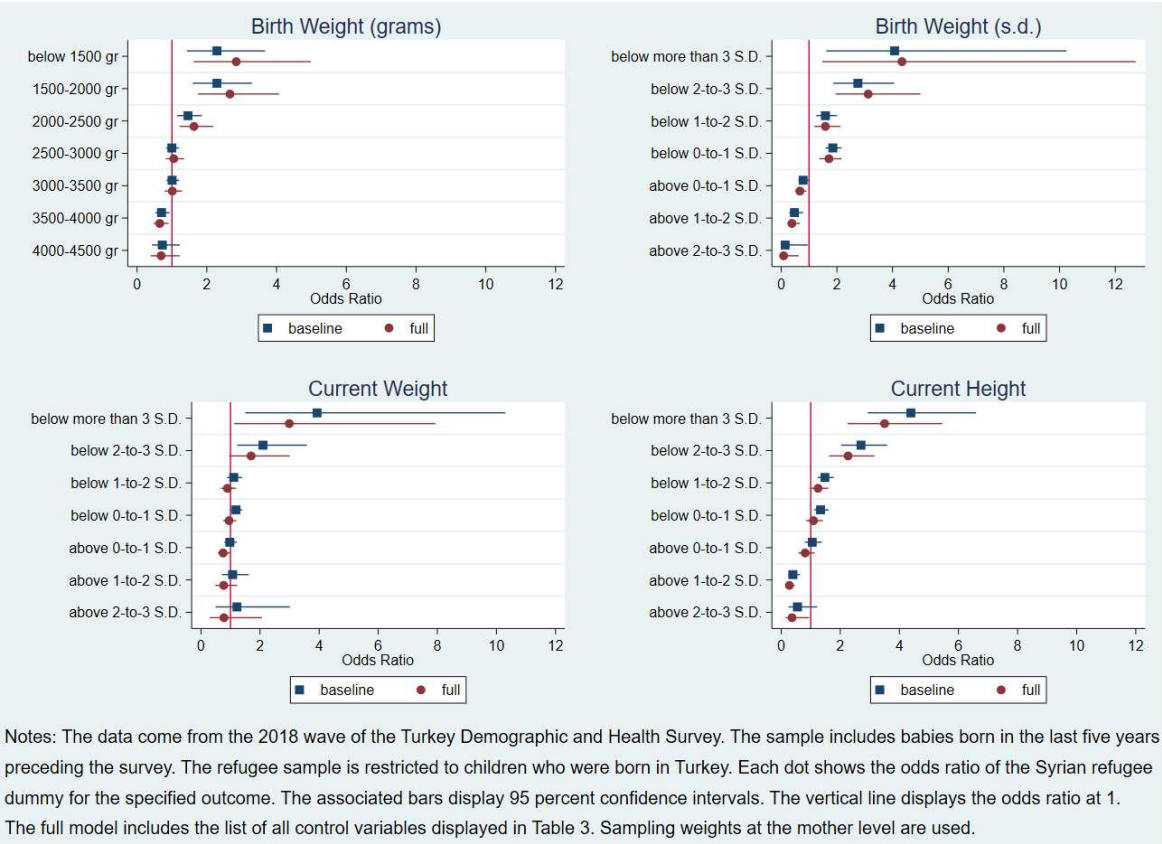 Birth Weight (grams)
below 1500 gr
1500-2000 gr
2000-2500 gr
2500-3000 gr
3000-3500 gr
3500-4000 gr
4000-4500 gr
0 2 4 6 8 10 12
Odds Ratio
baseline full
Birth Weight (s.d.)
below more than 3 S.D.
below 2-to-3 S.D.
below 1-to-2 S.D.
below 0-to-1 S.D.
above 0-to-1 S.D.
above 1-to-2 S.D.
above 2-to-3 S.D.
0 2 4 6 8 10 12
Odds Ratio
baseline full
Current Weight
below more than 3 S.D.
below 2-to-3 S.D.
below 1-to-2 S.D.
below 0-to-1 S.D.
above 0-to-1 S.D.
above 1-to-2 S.D.
above 2-to-3 S.D.
0 2 4 6 8 10 12
Odds Ratio
baseline full
Current Height
below more than 3 S.D.
below 2-to-3 S.D.
below 1-to-2 S.D.
below 0-to-1 S.D.
above 0-to-1 S.D.
above 1-to-2 S.D.
above 2-to-3 S.D.
0 2 4 6 8 10 12
Odds Ratio
baseline full
Notes: The data come from the 2018 wave of the Turkey Demographic and Health Survey. The sample includes babies born in the last five years
preceding the survey. The refugee sample is restricted to children who were born in Turkey. Each dot shows the odds ratio of the Syrian refugee
dummy for the specified outcome. The associated bars display 95 percent confidence intervals. The vertical line displays the odds ratio at 1.
The full model includes the list of all control variables displayed in Table 3. Sampling weights at the mother level are used.